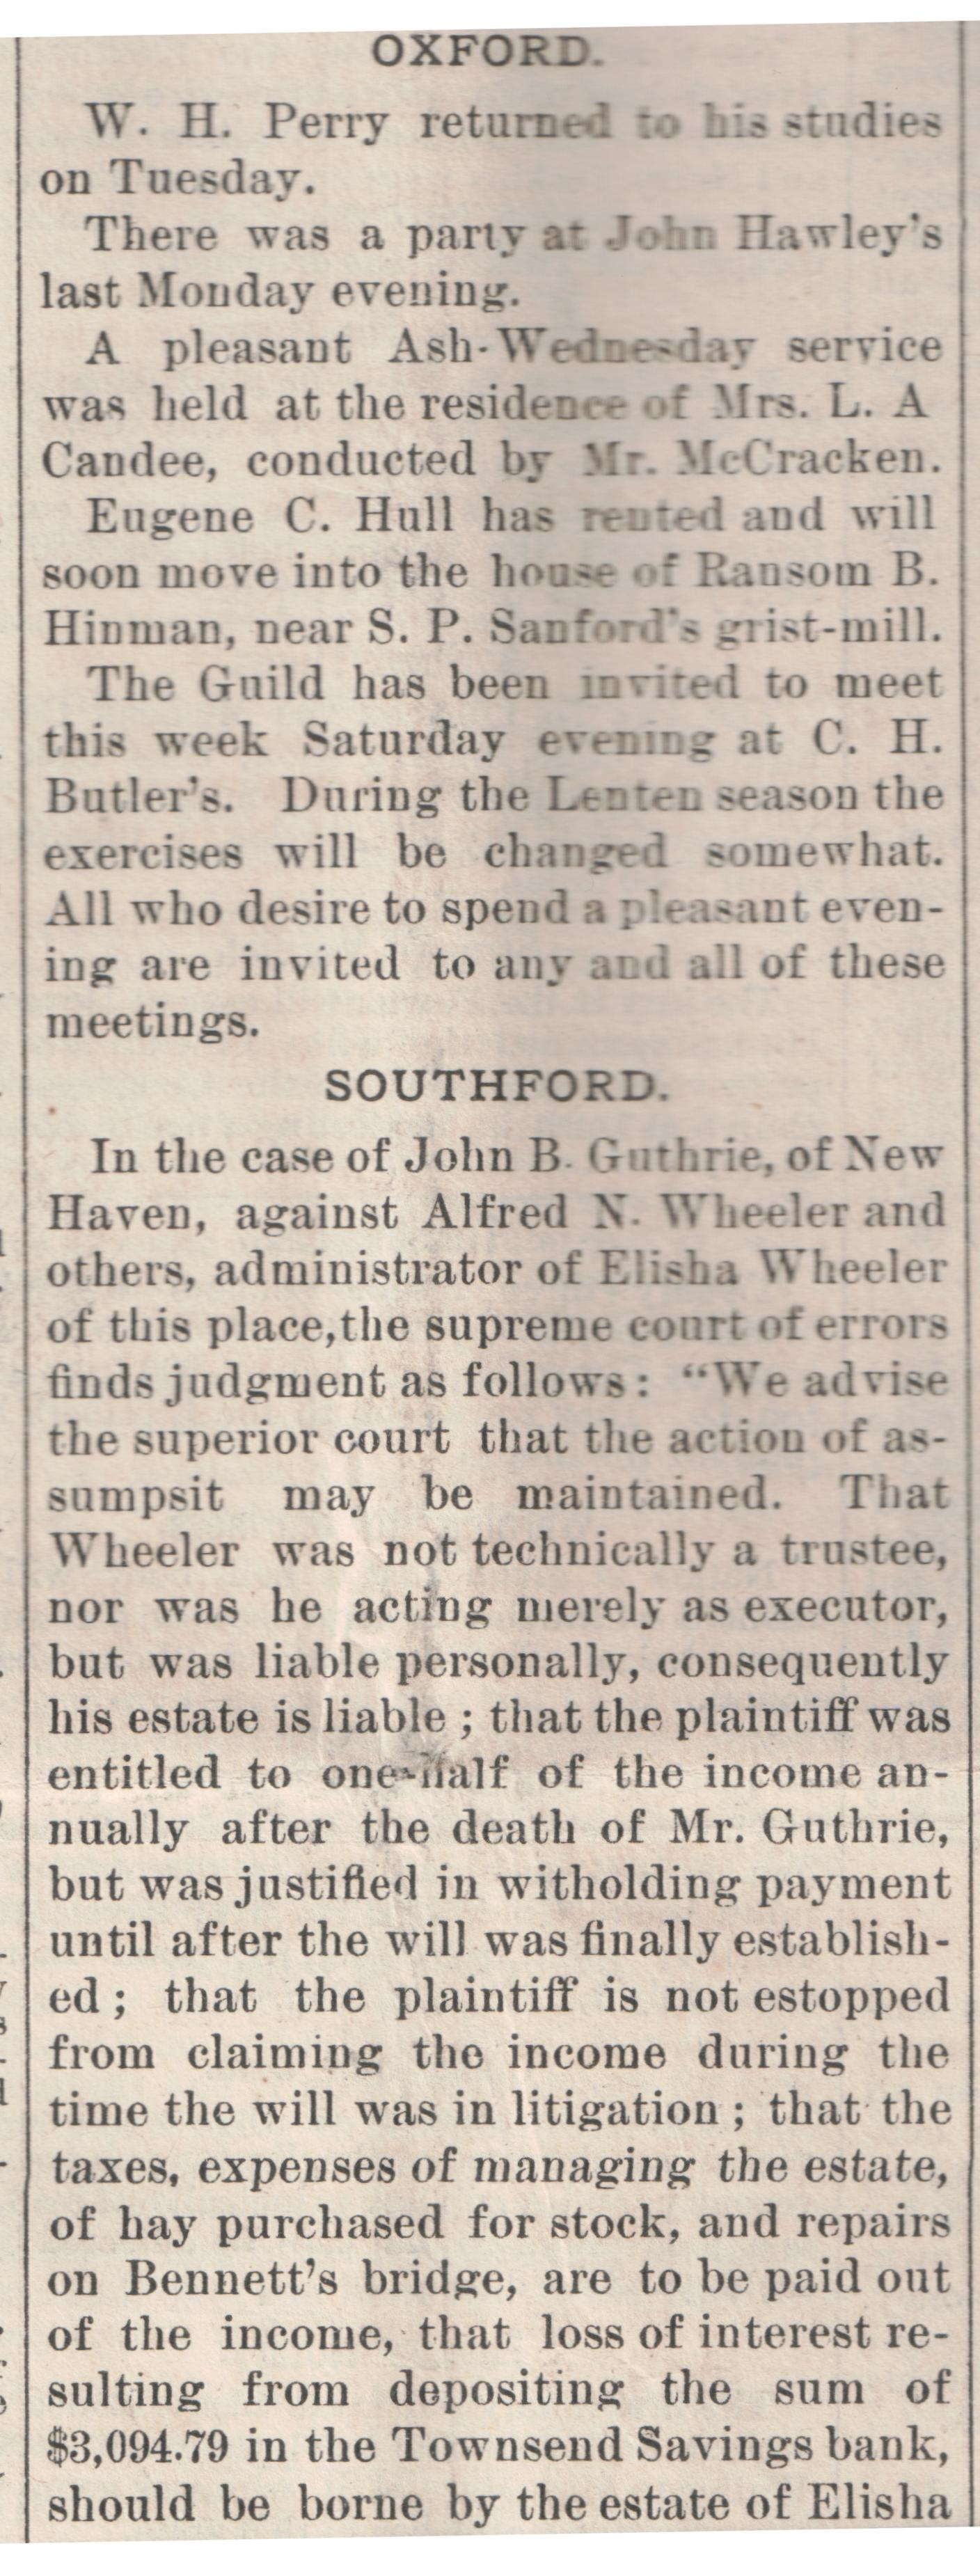 OXFORD.
W. H. Perry returned to his studies
on Tuesday.
There was a party at John Hawley's
last Monday evening.
A pleasant Ash-Wednesday service
was held at the residence of Mrs. L. A
Candee, conducted by Mr. McCracken.
Eugene C. Hull has rented and will
soon move into the house of Ransom B.
Hinman, near S. P. Sanford's grist-mill.
The Guild has been invited to meet
this week Saturday evening at C. H.
Butler's. During the Lenten season the
exercises will be changed somewhat.
All who desire to spend a pleasant even-
ing are invited to any and all of these
meetings.
SOUTHFORD.
In the case of John B. Guthrie, of New
Haven, against Alfred N. Wheeler and
others, administrator of Elisha Wheeler
of this place,the supreme court of errors
finds judgment as follows: "We advise
the superior court that the action of as-
sumpsit may be maintained. That
Wheeler was not technically a trustee,
nor was he acting merely as executor,
but was liable personally, consequently
his estate is liable ; that the plaintiff was
entitled to one-half of the income an-
nually after the death of Mr. Guthrie,
but was justified in witholding payment
until after the will was finally establish-
ed ; that the plaintiff is not estopped
from claiming the income during the
time the will was in litigation ; that the
taxes, expenses of managing the estate,
of hay purchased for stock, and repairs
on Bennett's bridge, are to be paid out
of the income, that loss of interest re-
sulting from depositing the sum of
$3,094.79 in the Townsend Savings bank,
should be borne by the estate of Elisha